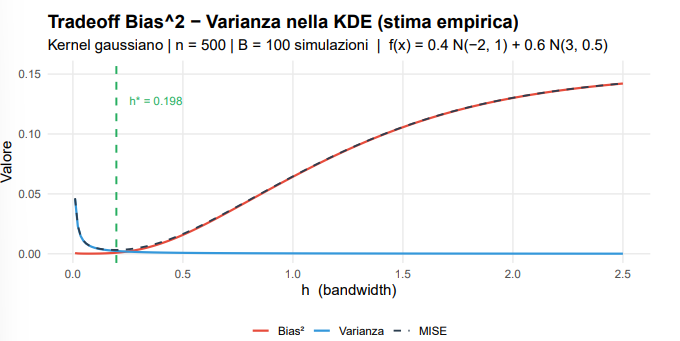 Tradeoff Bias^2 − Varianza nella KDE (stima empirica)
Kernel gaussiano | n = 500 | B = 100 simulazioni | f(x) = 0.4 N(−2, 1) + 0.6 N(3, 0.5)
0.15
h* = 0.198
0.10
Valore
0.05
0.00
0.0 0.5 1.0 1.5 2.0 2.5
h (bandwidth)
Bias² Varianza MISE